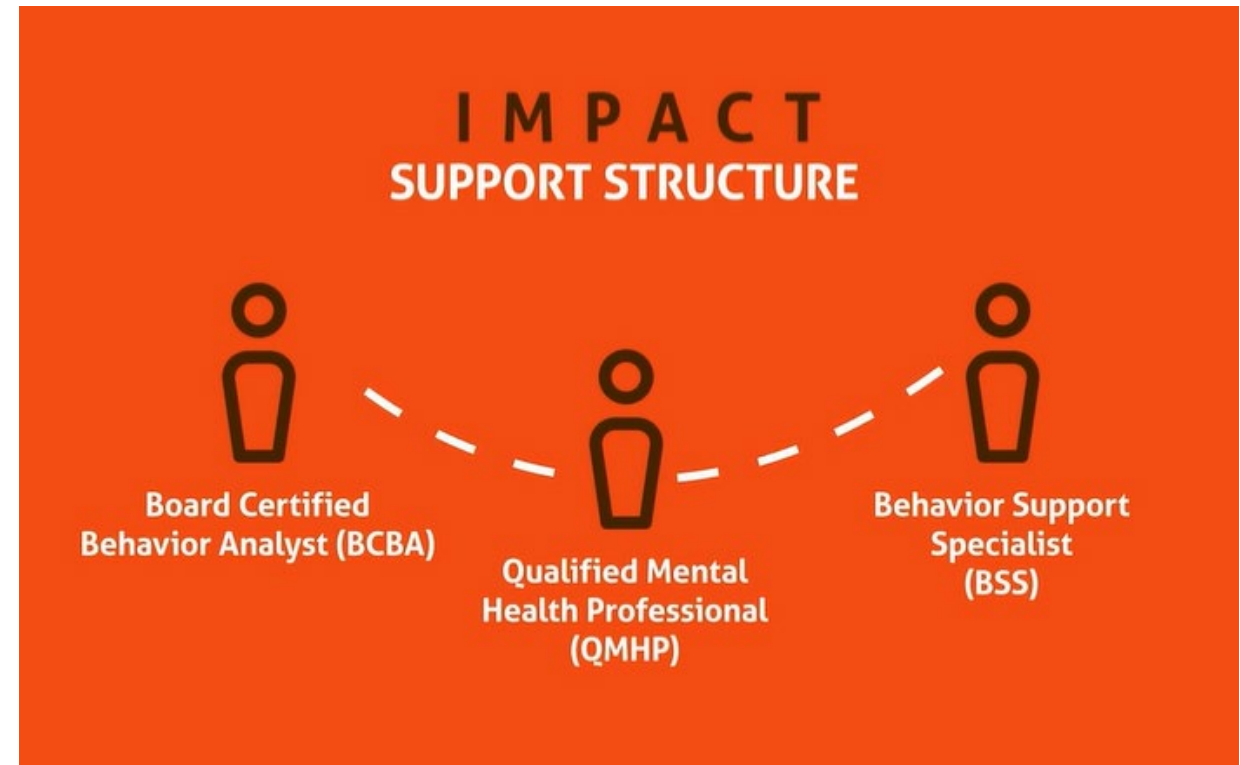 IMPACT
SUPPORT STRUCTURE
Board Certified
Behavior Analyst (BCBA)
Qualified Mental
Health Professional
(QMHP)
Behavior Support
Specialist
(BSS)